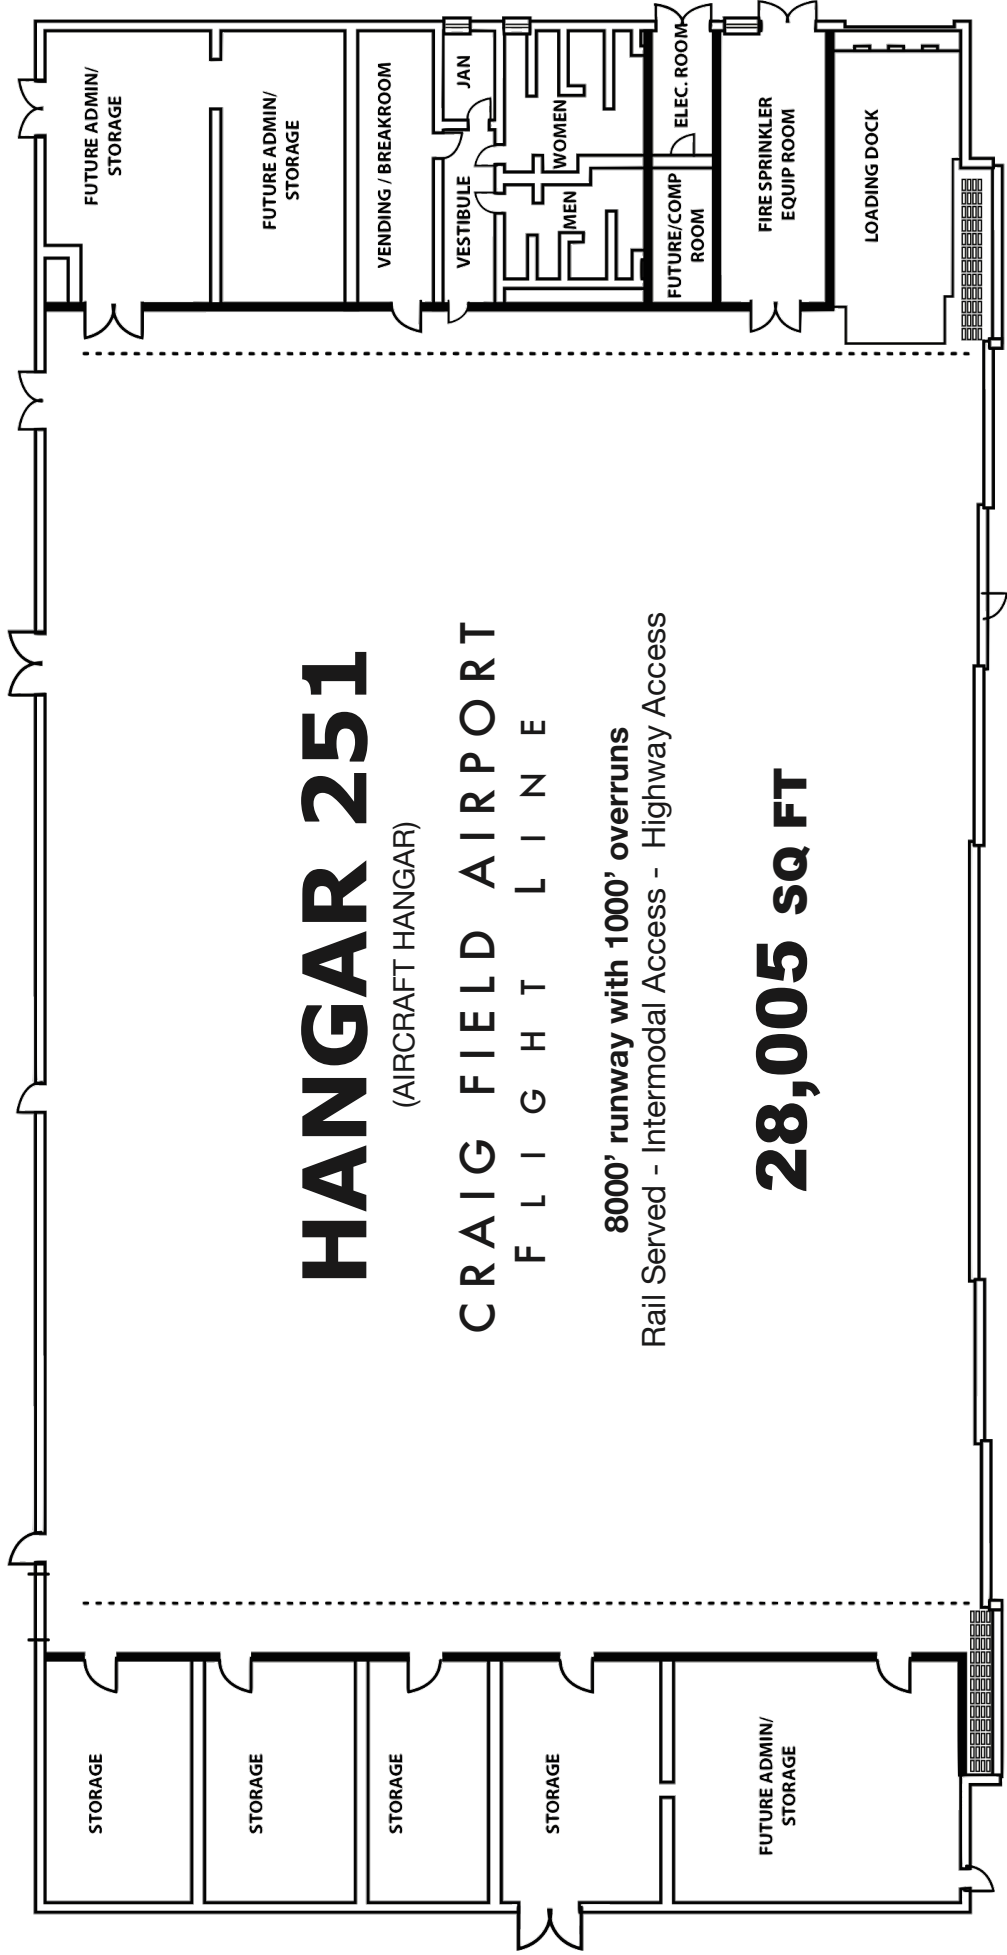 HANGAR 251
(AIRCRAFT HANGAR)
CRAIG FIELD AIRPORT
FLIGHT LINE
8000’ runway with 1000’ overruns
Rail Served - Intermodal Access - Highway Access
28,005 SQ FT
STORAGE
STORAGE
STORAGE
STORAGE
FUTURE ADMIN/
STORAGE
FUTURE ADMIN/
STORAGE
FUTURE ADMIN/
STORAGE
VENDING / BREAKROOM
VESTIBULE
JAN
MEN
WOMEN
FUTURE/COMP
ROOM
ELEC. ROOM
FIRE SPRINKLER
EQUIP ROOM
LOADING DOCK